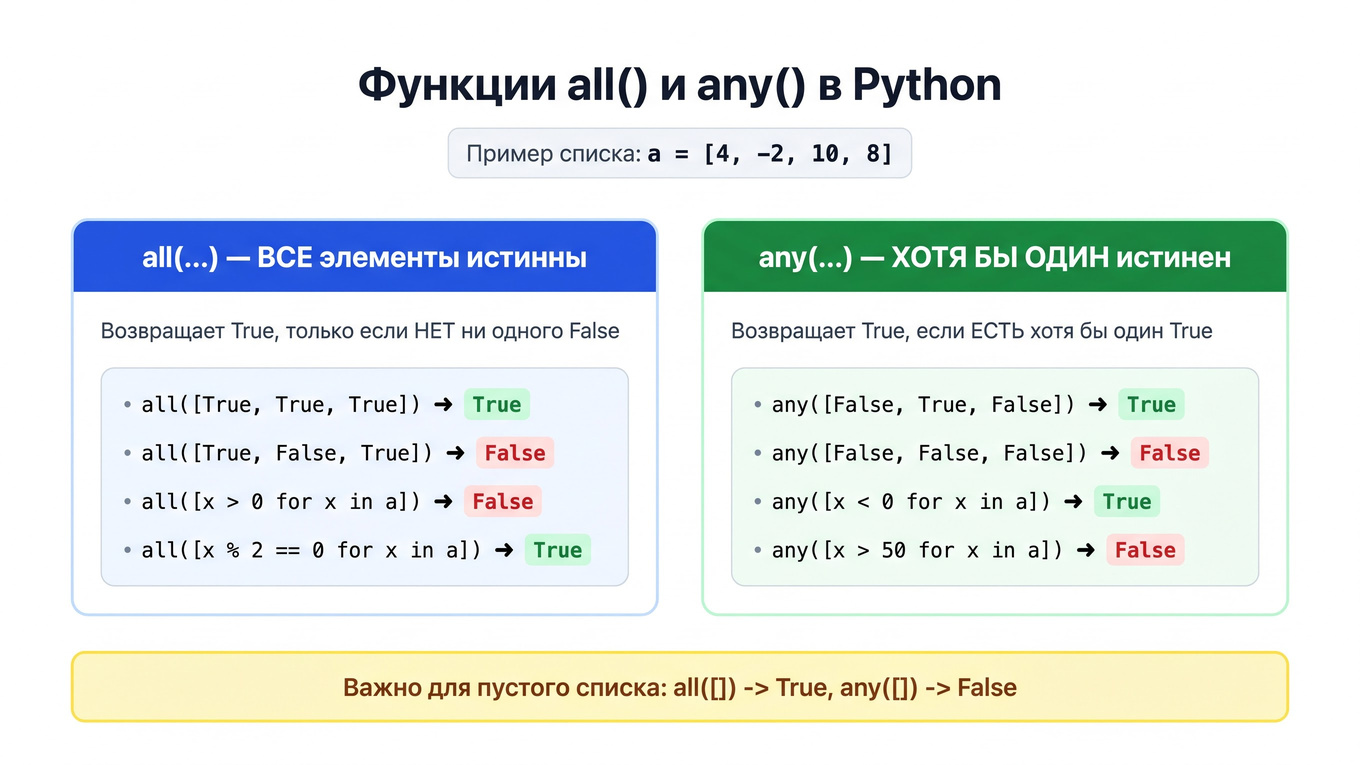 Функции all() и any() в Python
Пример списка: a = [4, −2, 10, 8]
all(...) — ВСЕ элементы истинны
Возвращает True, только если НЕТ ни одного False
• all([True, True, True]) ➜ True
• all([True, False, True]) ➜ False
• all([x > 0 for x in a]) ➜ False
• all([x % 2 == 0 for x in a]) ➜ True
any(...) — ХОТЯ БЫ ОДИН истинен
Возвращает True, если ЕСТЬ хотя бы один True
• any([False, True, False]) ➜ True
• any([False, False, False]) ➜ False
• any([x < 0 for x in a]) ➜ True
• any([x > 50 for x in a]) ➜ False
Важно для пустого списка: all([]) -> True, any([]) -> False